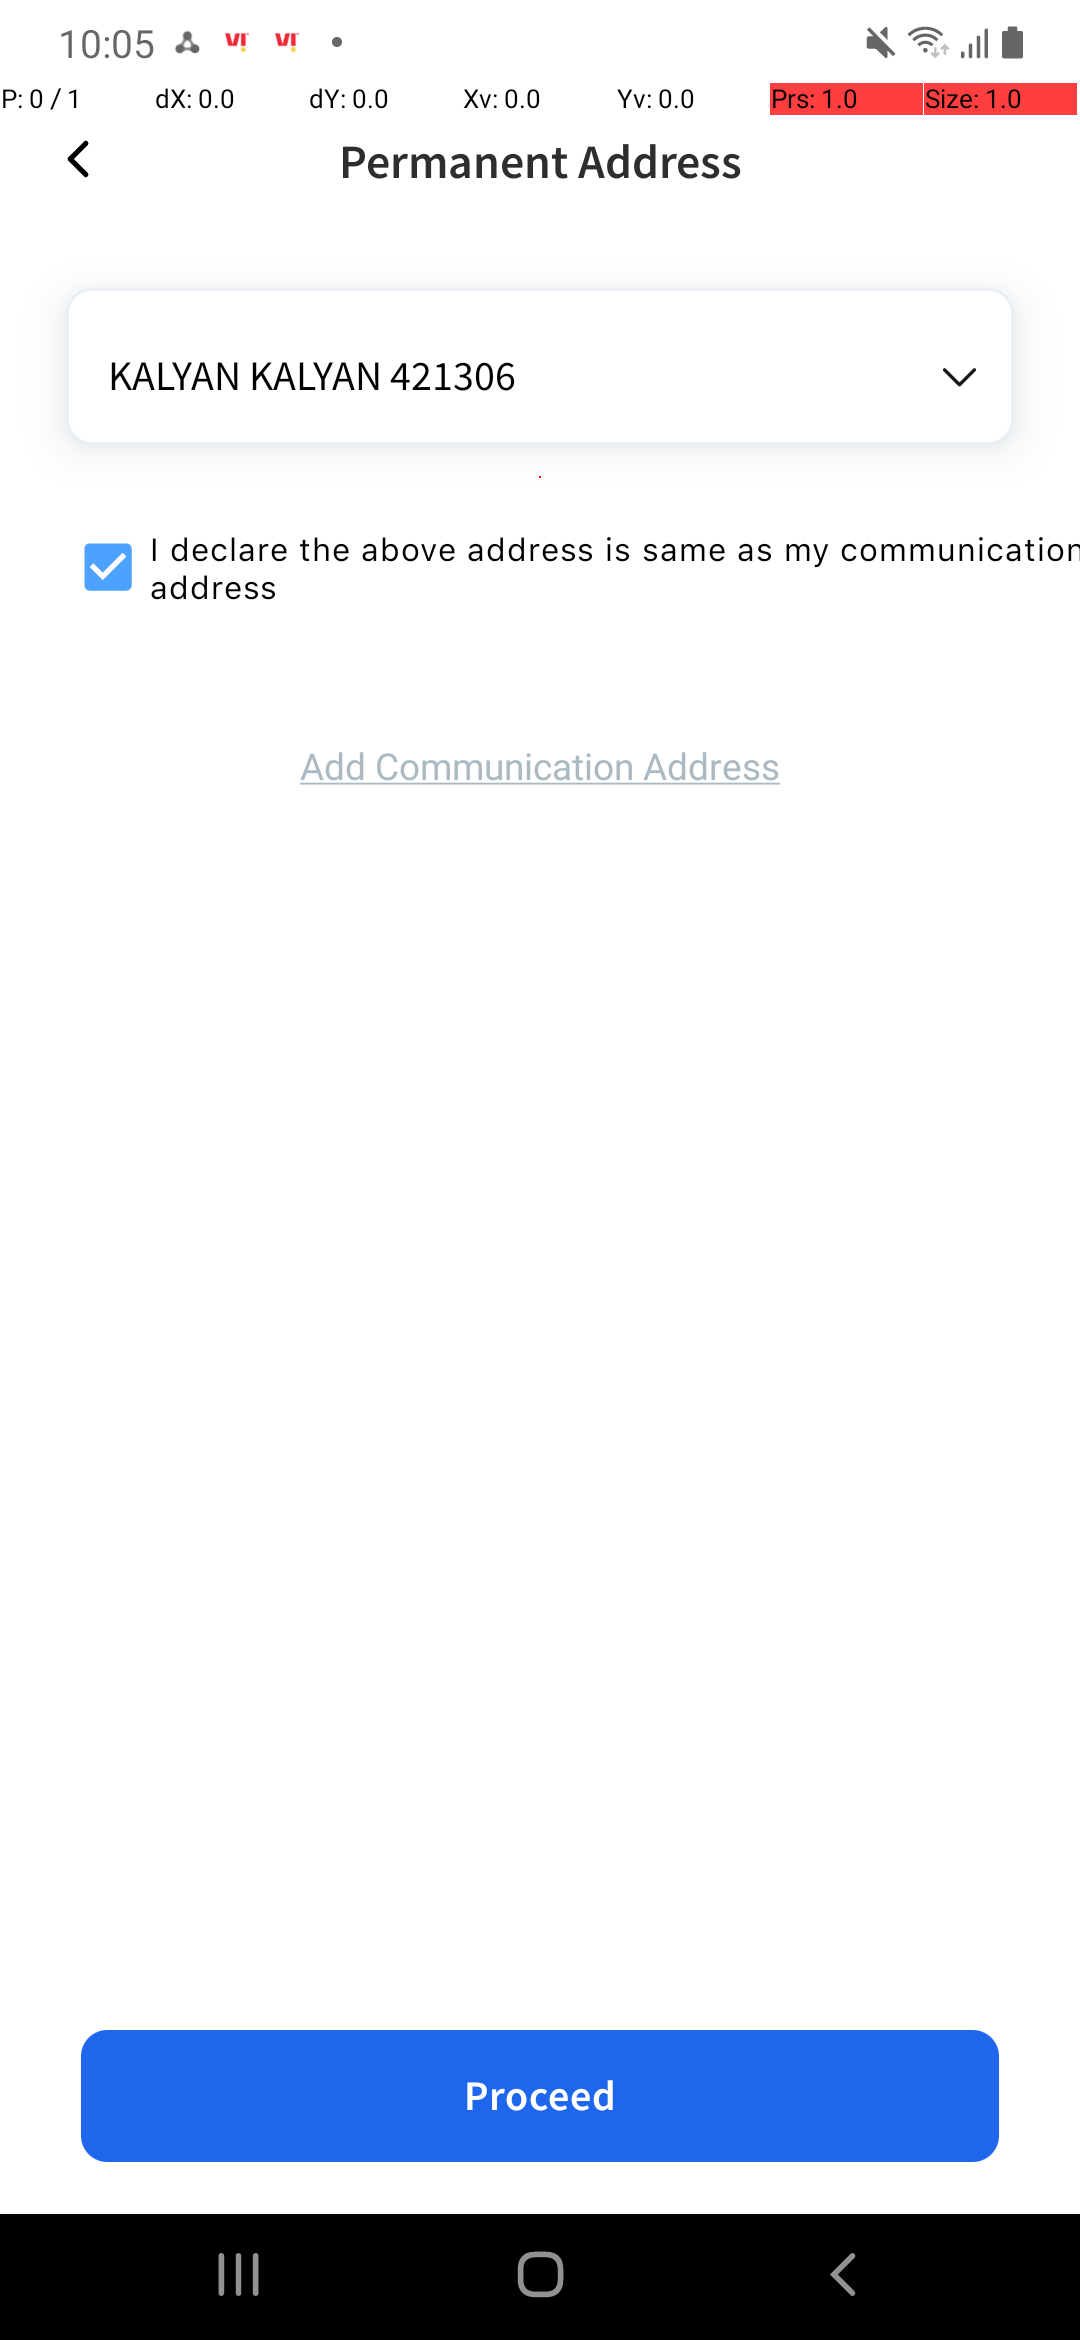 10:05 VI! VI!
P: 0 / 1 dX: 0.0 dY: 0.0 Xv: 0.0 Yv: 0.0 Prs: 1.0 Size: 1.0
Permanent Address
KALYAN KALYAN 421306
I declare the above address is same as my communication
address
Add Communication Address
Proceed